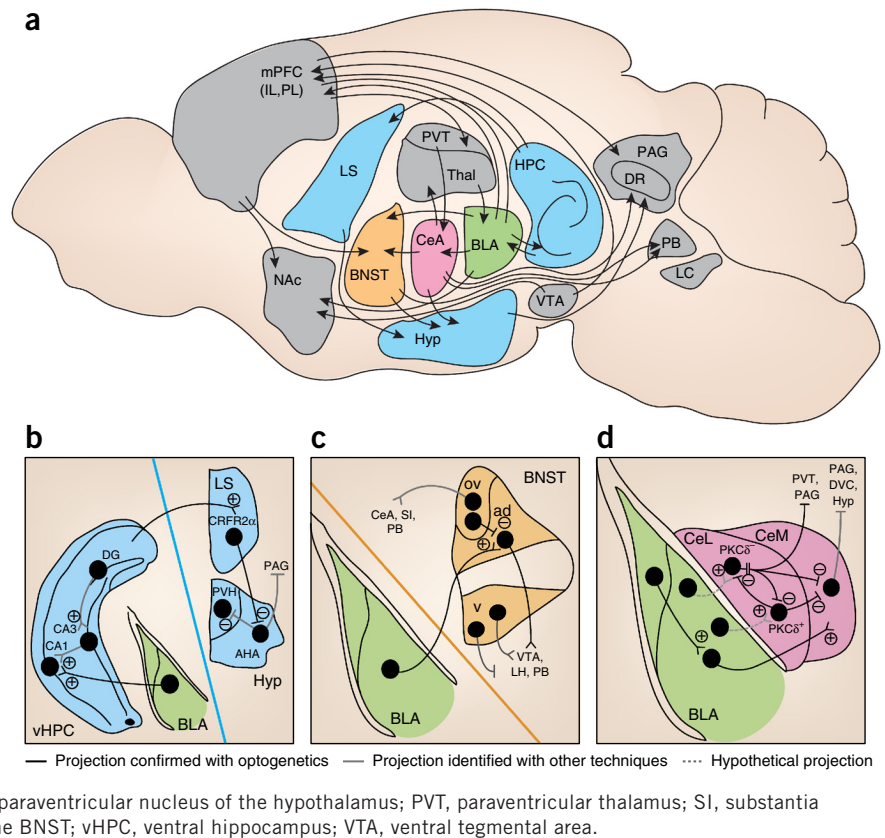 a
mPFC
(IL,PL)
LS
PVT
Thal
HPC
PAG
DR
BNST
CeA
BLA
PB
LC
NAc
VTA
Hyp
b
LS
⊕
CRFR2α
DG
PAG
PVH
⊖
⊖
CA3
⊕
CA1
⊕
⊕
AHA
Hyp
vHPC
BLA
c
BNST
ov
ad
⊖
⊕
CeA, SI,
PB
v
VTA,
LH, PB
BLA
d
PVT,
PAG
PAG,
DVC,
Hyp
CeL
CeM
PKCδ⁻
⊕
⊖
⊖
⊖
⊖
⊕
PKCδ⁺
⊕
⊕
BLA
Projection confirmed with optogenetics
Projection identified with other techniques
Hypothetical projection
paraventricular nucleus of the hypothalamus; PVT, paraventricular thalamus; SI, substantia
ne BNST; vHPC, ventral hippocampus; VTA, ventral tegmental area.